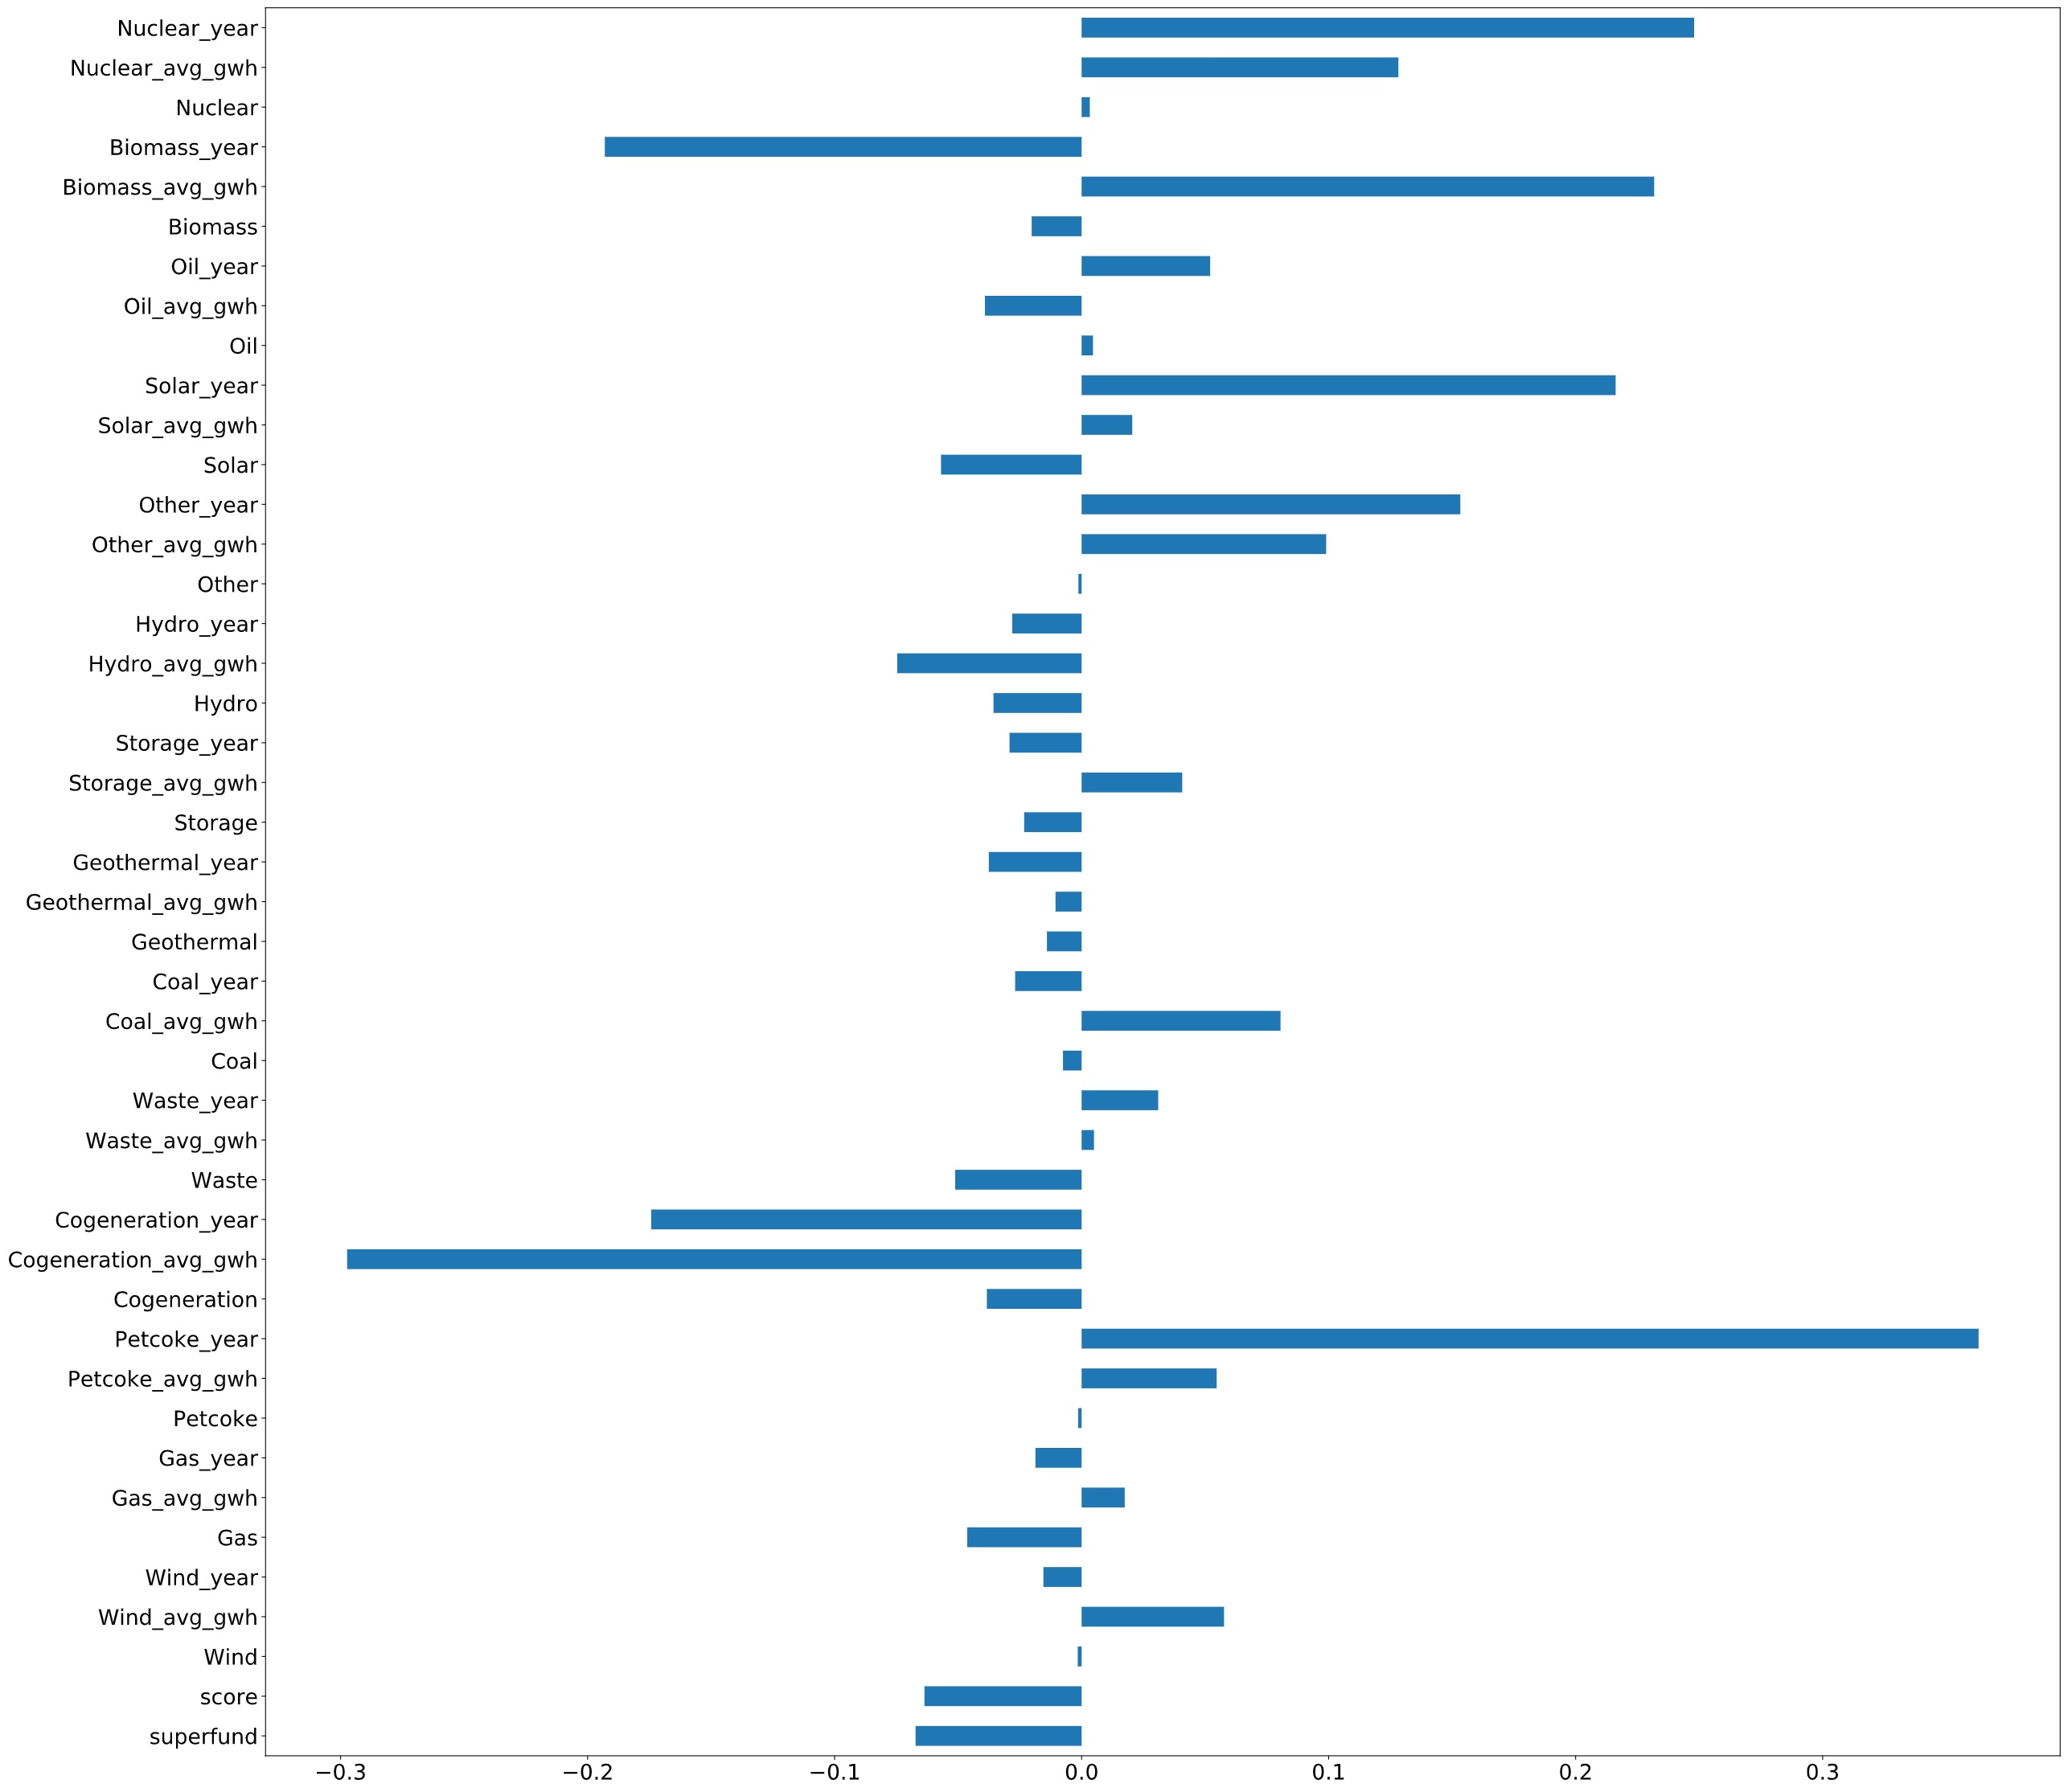 Nuclear_year
Nuclear_avg_gwh
Nuclear
Biomass_year
Biomass_avg_gwh
Biomass
Oil_year
Oil_avg_gwh
Oil
Solar_year
Solar_avg_gwh
Solar
Other_year
Other_avg_gwh
Other
Hydro_year
Hydro_avg_gwh
Hydro
Storage_year
Storage_avg_gwh
Storage
Geothermal_year
Geothermal_avg_gwh
Geothermal
Coal_year
Coal_avg_gwh
Coal
Waste_year
Waste_avg_gwh
Waste
Cogeneration_year
Cogeneration_avg_gwh
Cogeneration
Petcoke_year
Petcoke_avg_gwh
Petcoke
Gas_year
Gas_avg_gwh
Gas
Wind_year
Wind_avg_gwh
Wind
score
superfund
−0.3 −0.2 −0.1 0.0 0.1 0.2 0.3